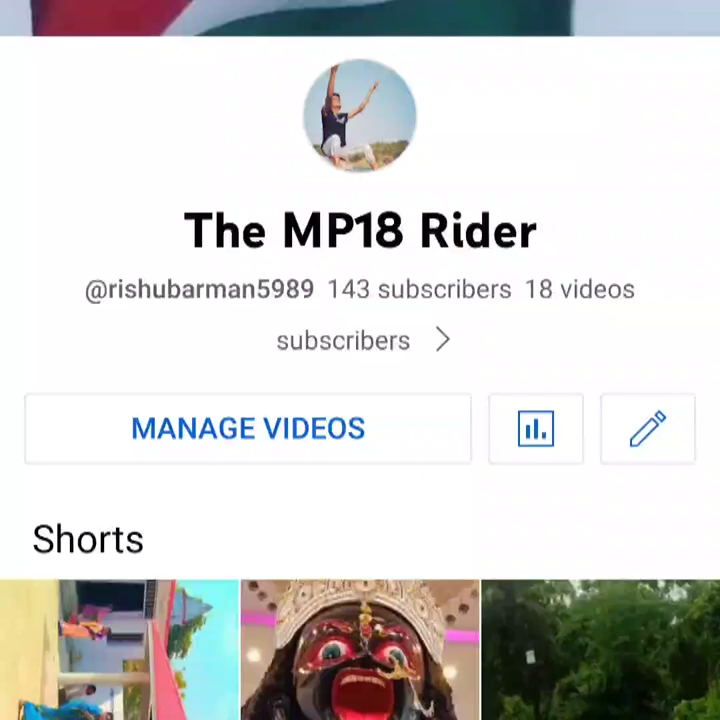 The MP18 Rider
@rishubarman5989 143 subscribers 18 videos
subscribers
MANAGE VIDEOS
Shorts